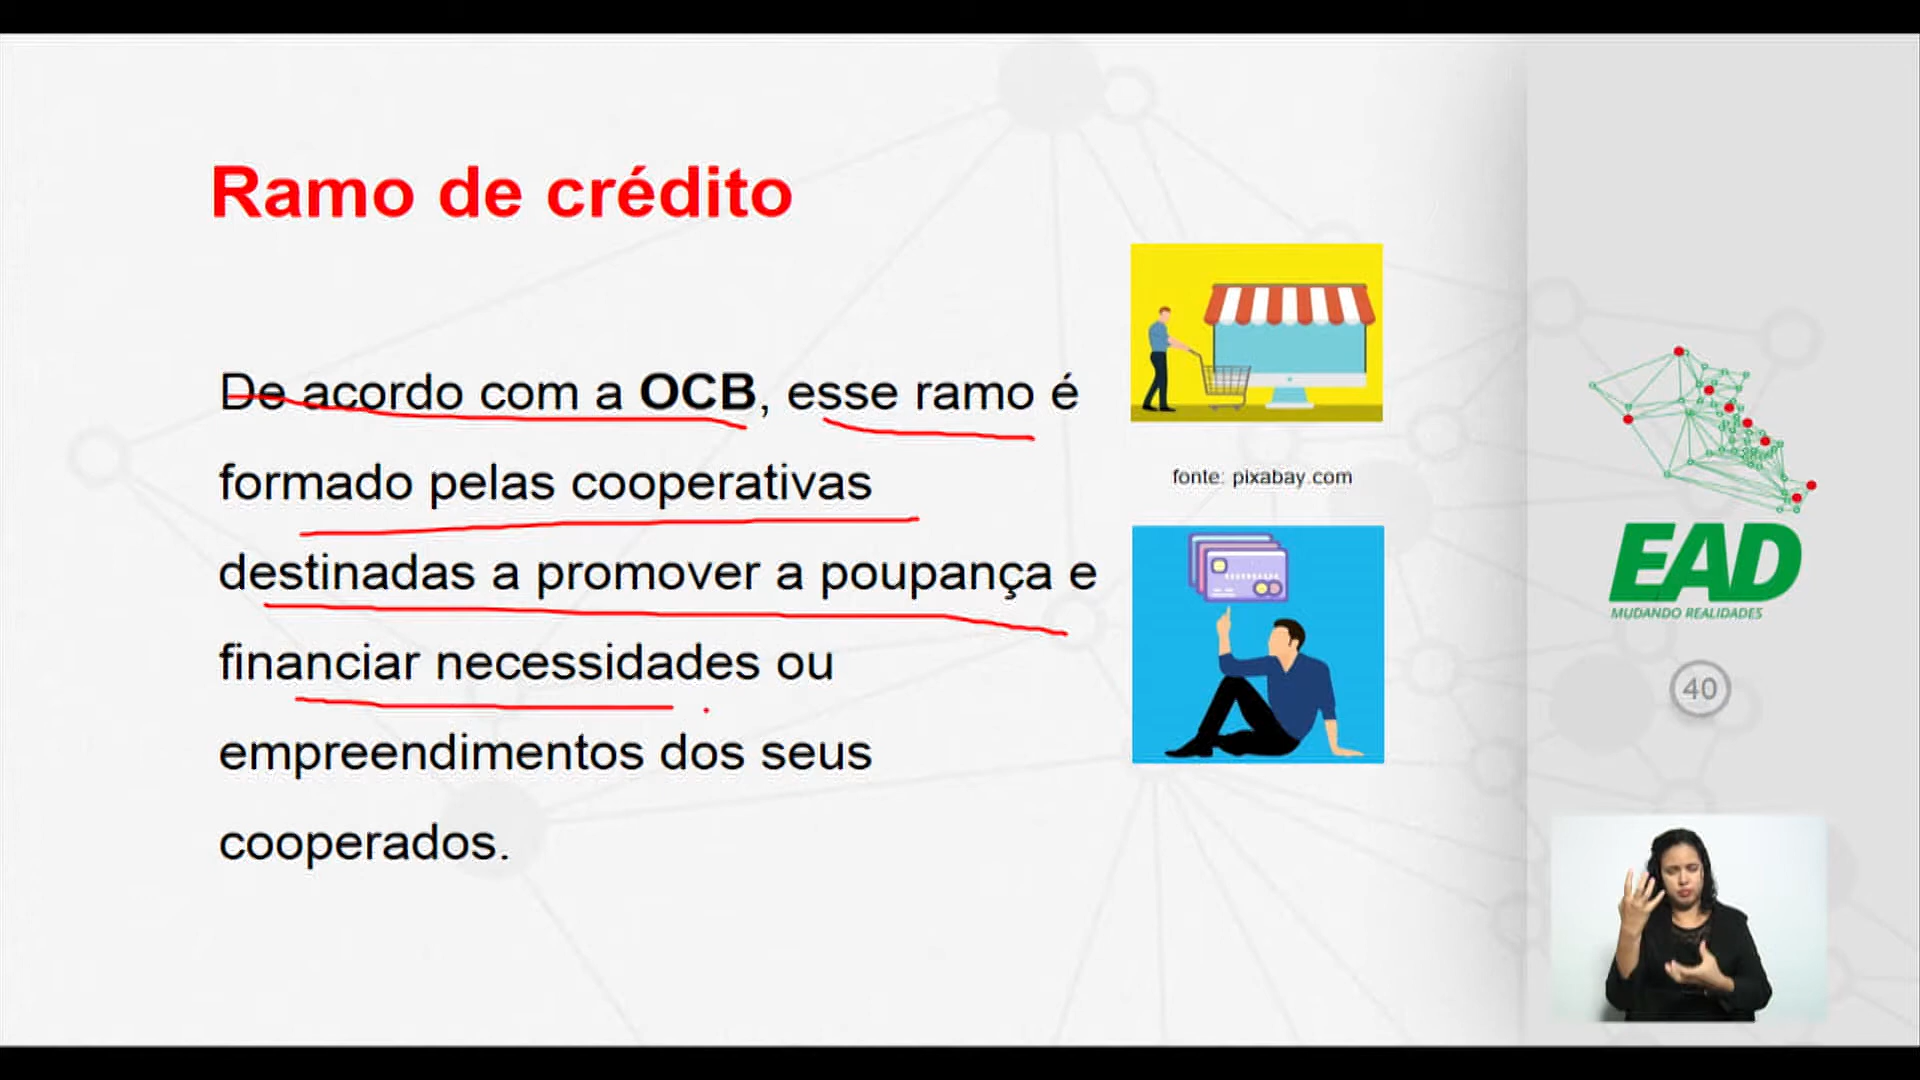 Ramo de crédito
De acordo com a OCB, esse ramo é
formado pelas cooperativas
destinadas a promover a poupança e
financiar necessidades ou
empreendimentos dos seus
cooperados.
fonte: pixabay.com
EAD
MUDANDO REALIDADES
40